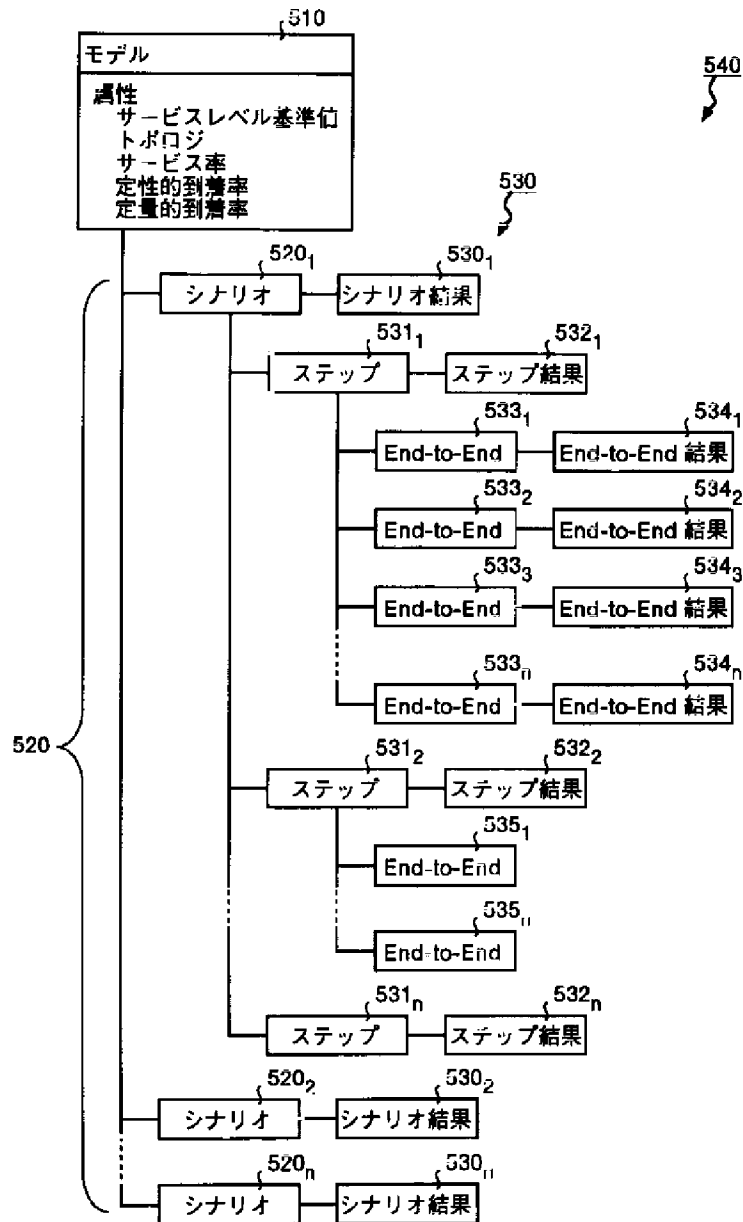 510
モデル
属性
サービスレベル基準値
トポロジ
サービス率
定性的到着率
定量的到着率
540
530
520₁
530₁
シナリオ
シナリオ結果
531₁
532₁
ステップ
ステップ結果
533₁
534₁
End-to-End
End-to-End 結果
533₂
534₂
End-to-End
End-to-End 結果
533₃
534₃
End-to-End
End-to-End 結果
533ₙ
534ₙ
End-to-End
End-to-End 結果
520
531₂
532₂
ステップ
ステップ結果
535₁
End-to-End
535ₙ
End-to-End
531ₙ
532ₙ
ステップ
ステップ結果
520₂
530₂
シナリオ
シナリオ結果
520ₙ
530ₙ
シナリオ
シナリオ結果